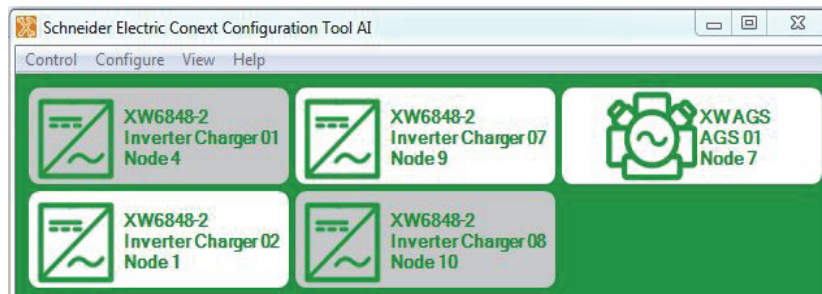 Schneider Electric Conext Configuration Tool AI
Control Configure View Help
XW6848-2
Inverter Charger 01
Node 4
XW6848-2
Inverter Charger 07
Node 9
XWAGS
AGS 01
Node 7
XW6848-2
Inverter Charger 02
Node 1
XW6848-2
Inverter Charger 08
Node 10